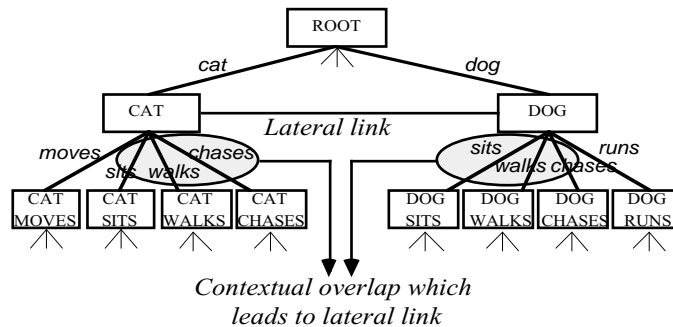 ROOT
cat
dog
CAT
DOG
Lateral link
moves
sits
walks
chases
sits
walks
chases
runs
CAT
MOVES
CAT
SITS
CAT
WALKS
CAT
CHASES
DOG
SITS
DOG
WALKS
DOG
CHASES
DOG
RUNS
Contextual overlap which
leads to lateral link